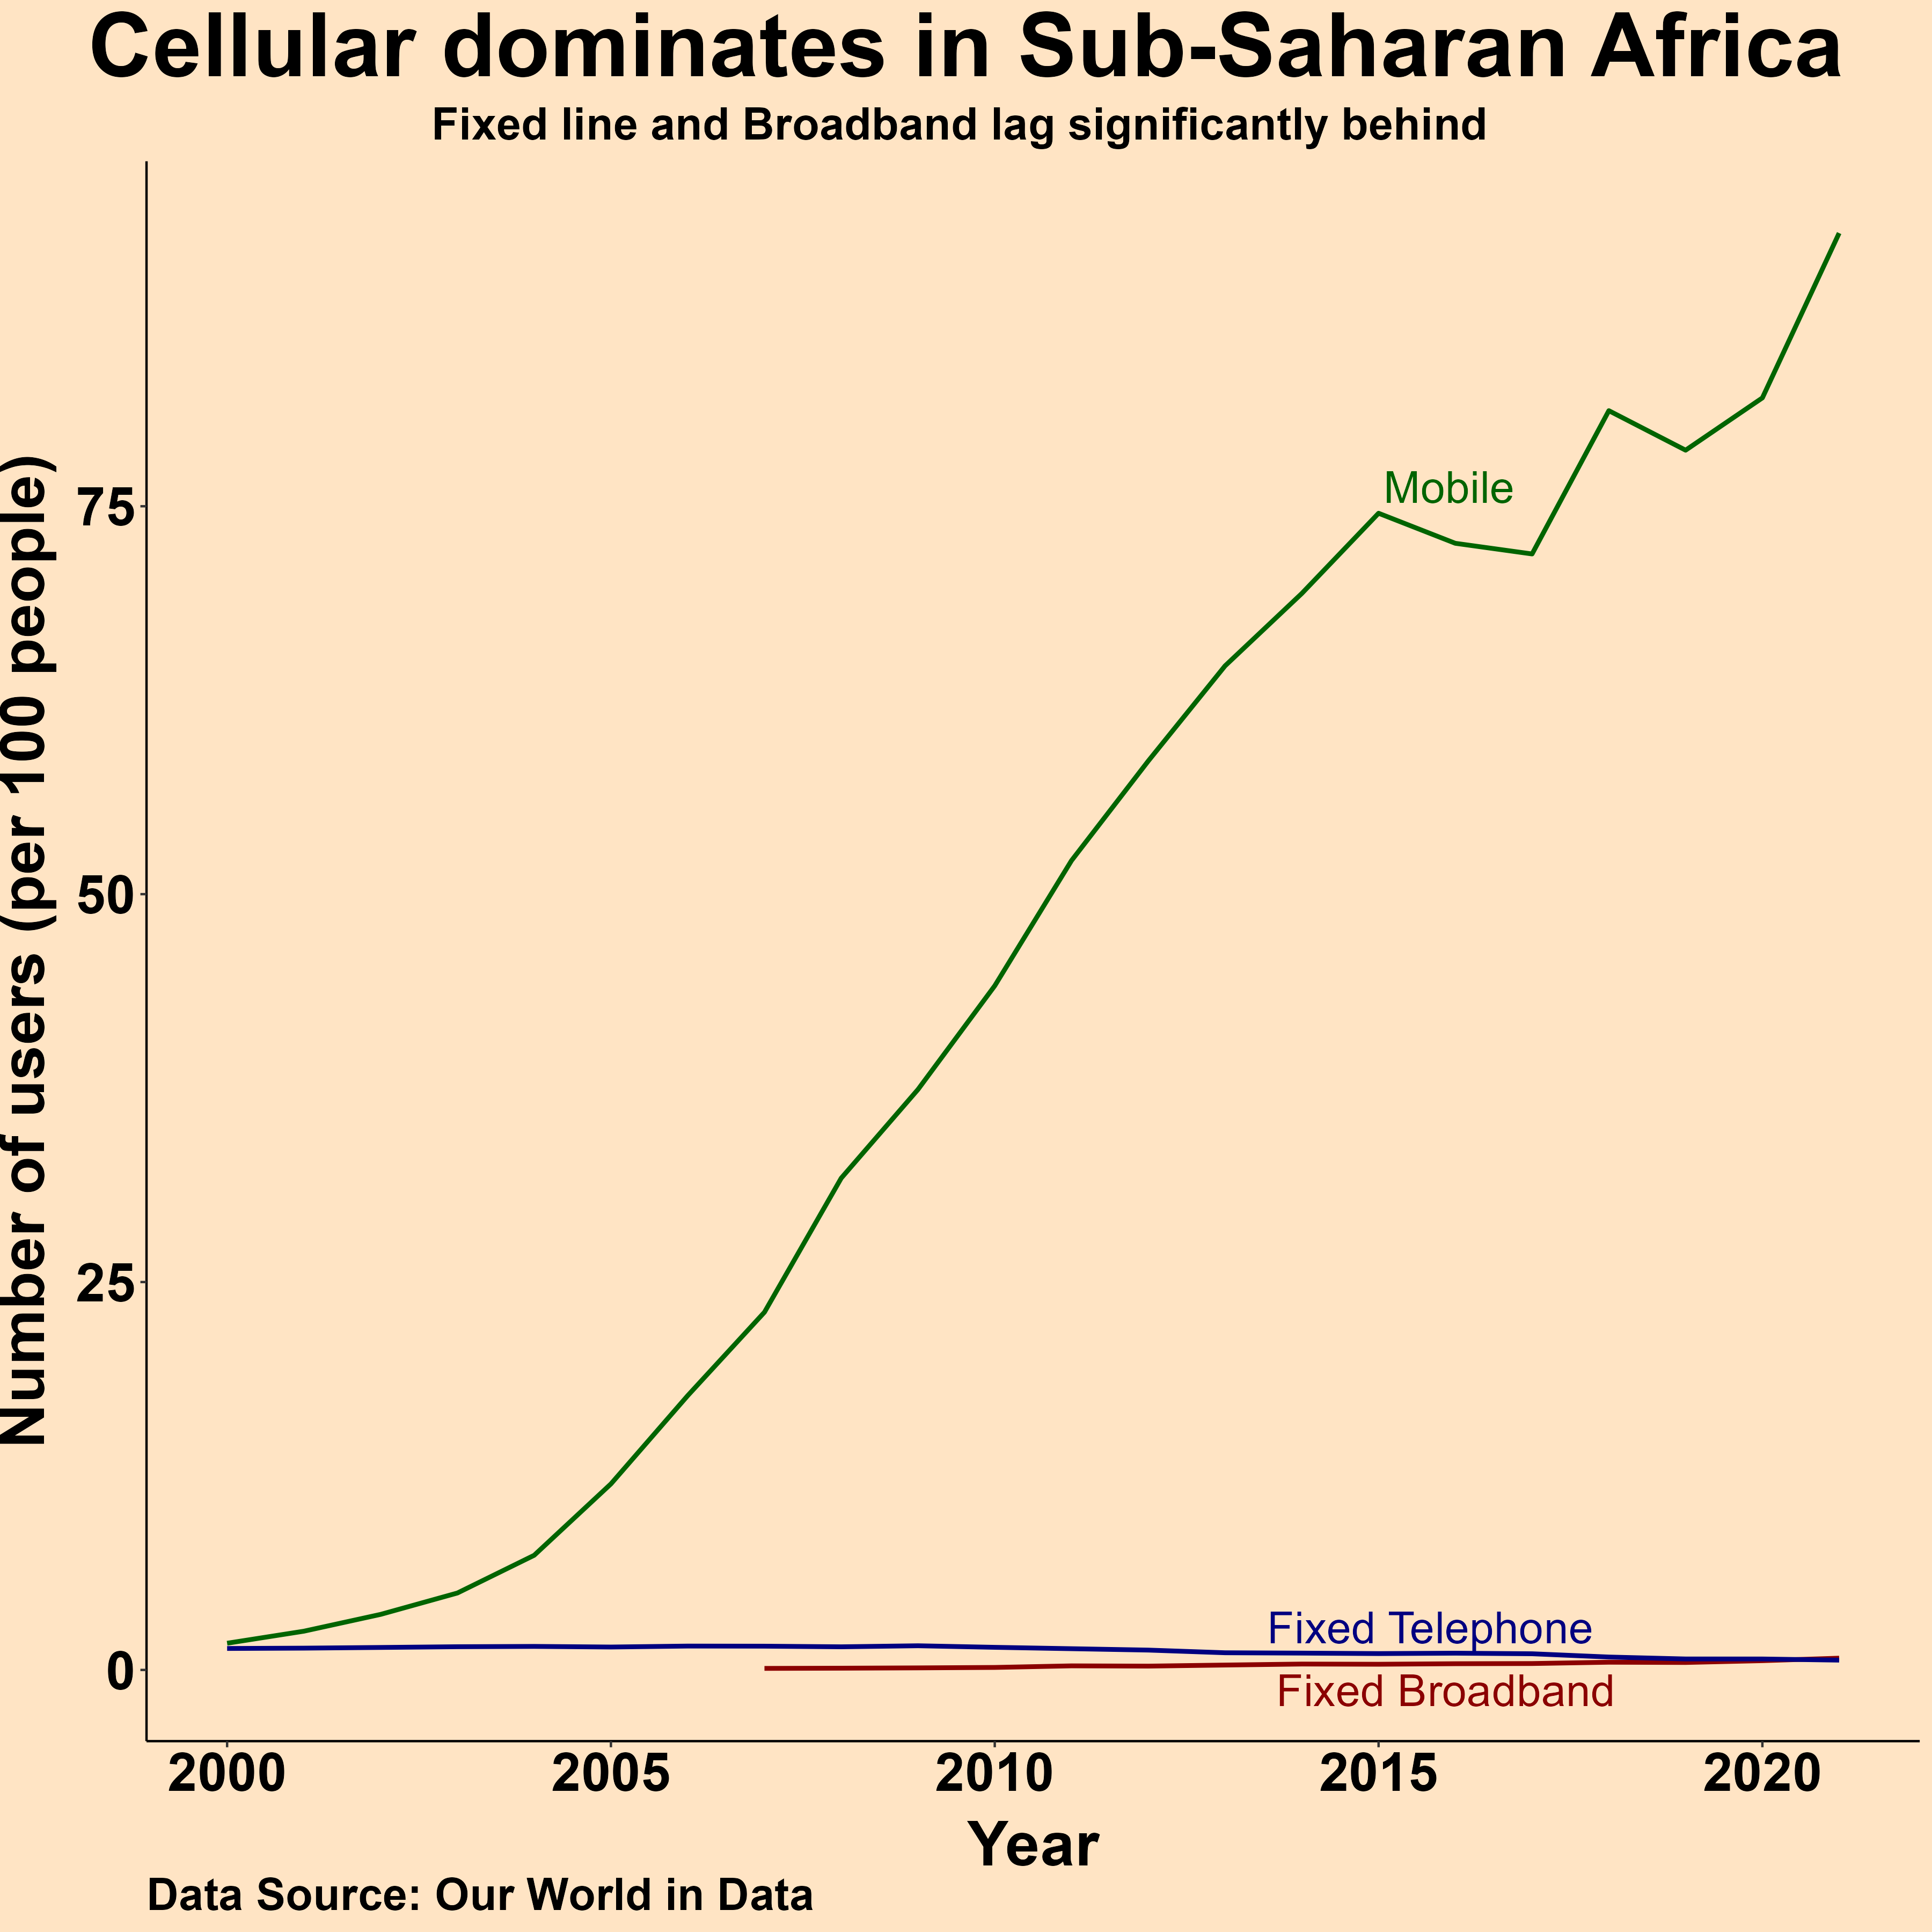 Cellular dominates in Sub-Saharan Africa
Fixed line and Broadband lag significantly behind
Number of users (per 100 people)
75
50
25
0
Mobile
Fixed Telephone
Fixed Broadband
2000 2005 2010 2015 2020
Year
Data Source: Our World in Data